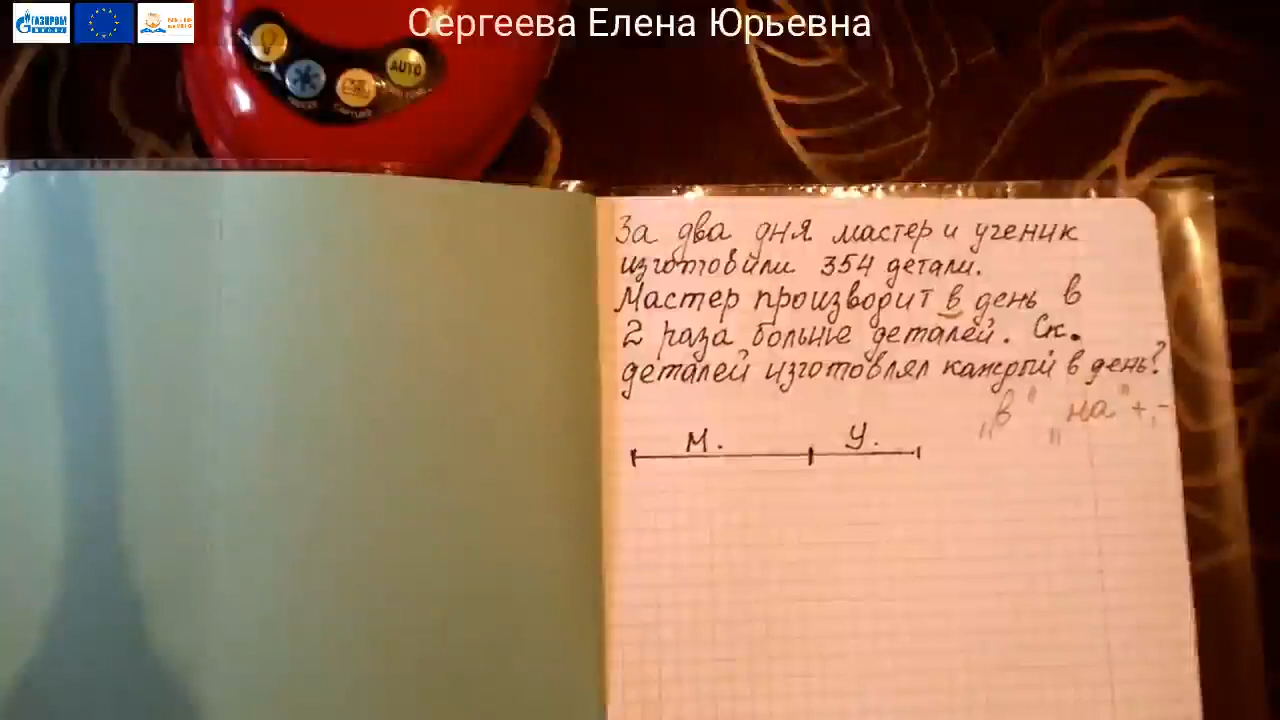 Сергеева Елена Юрьевна
ГАЗПРОМ
AUTO
За два дня мастер и ученик
изготовили 354 детали.
Мастер производит в день в
2 раза больше деталей. Ск.
деталей изготовлял каждый в день?
„в" „на" +,-
М. У.